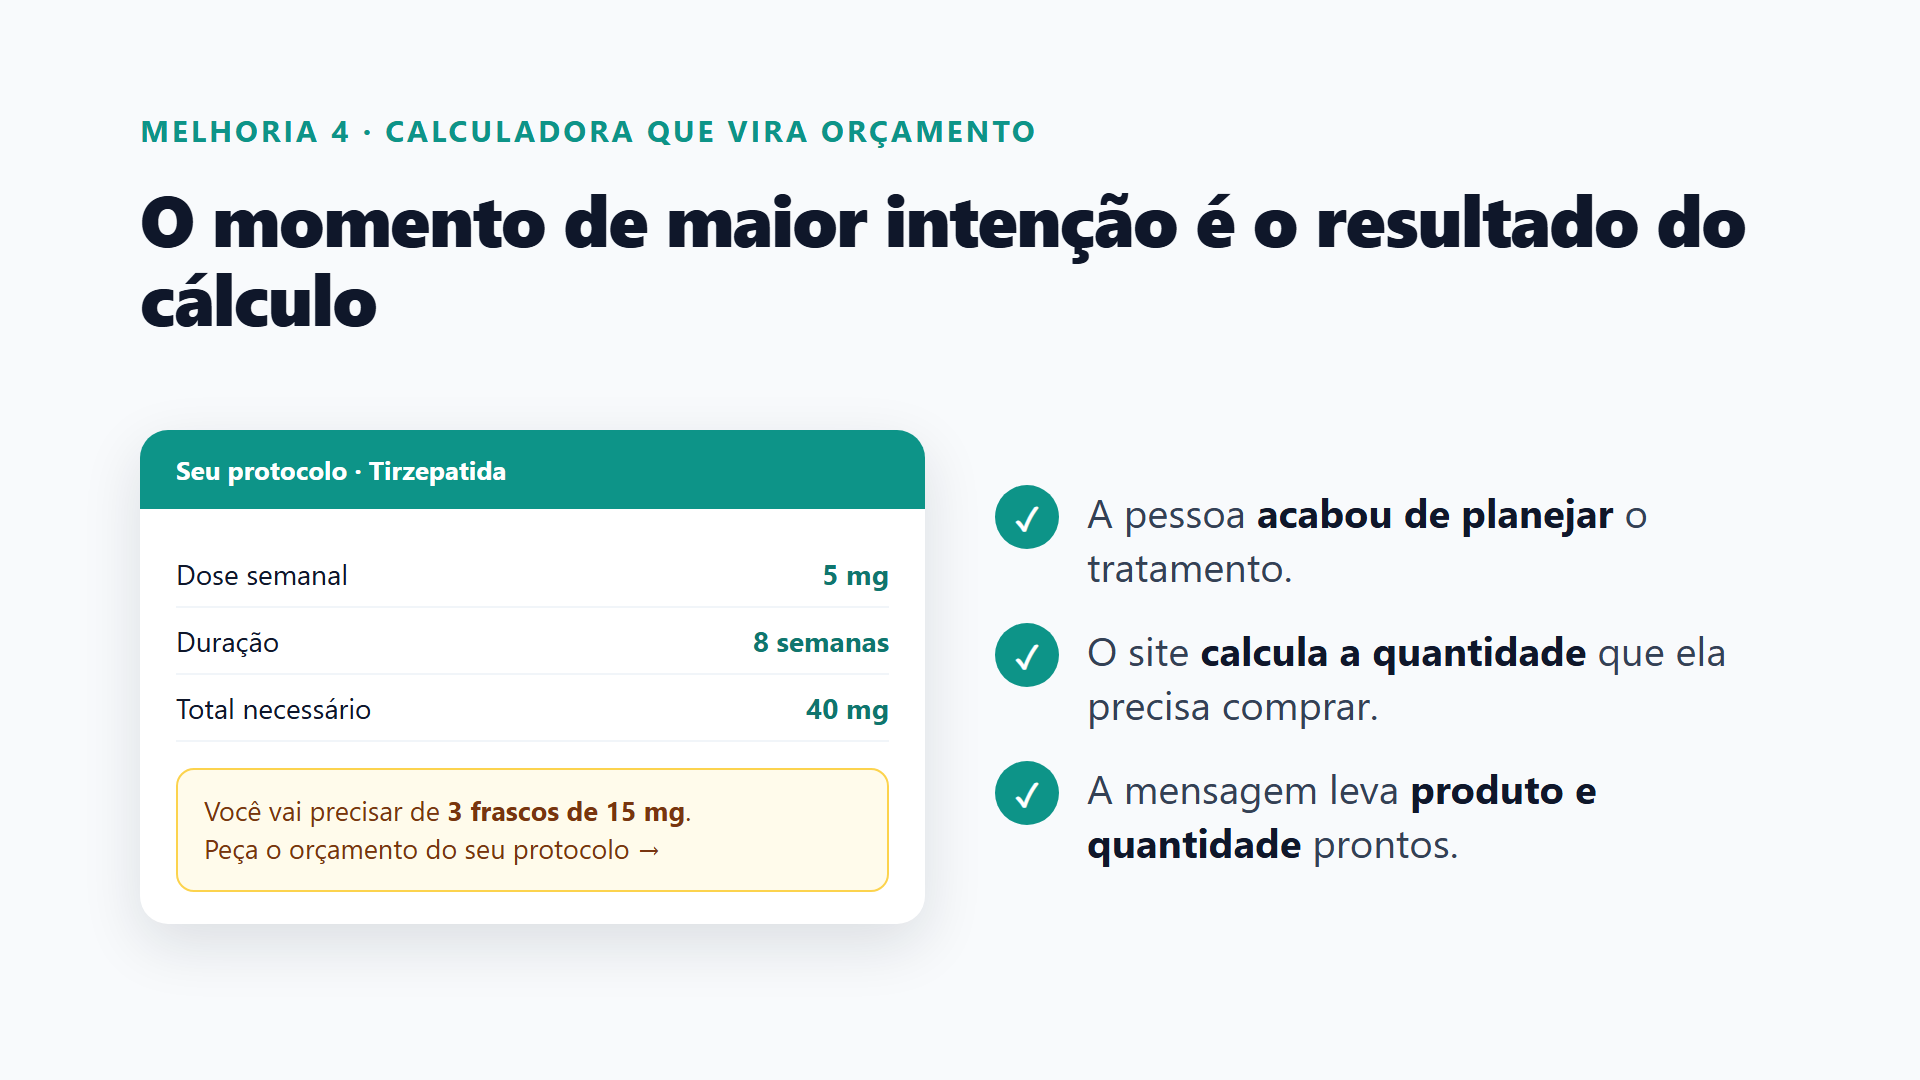 MELHORIA 4 · CALCULADORA QUE VIRA ORÇAMENTO
O momento de maior intenção é o resultado do
cálculo
Seu protocolo · Tirzepatida
Dose semanal 5 mg
Duração 8 semanas
Total necessário 40 mg
Você vai precisar de 3 frascos de 15 mg.
Peça o orçamento do seu protocolo →
✓ A pessoa acabou de planejar o
tratamento.
✓ O site calcula a quantidade que ela
precisa comprar.
✓ A mensagem leva produto e
quantidade prontos.